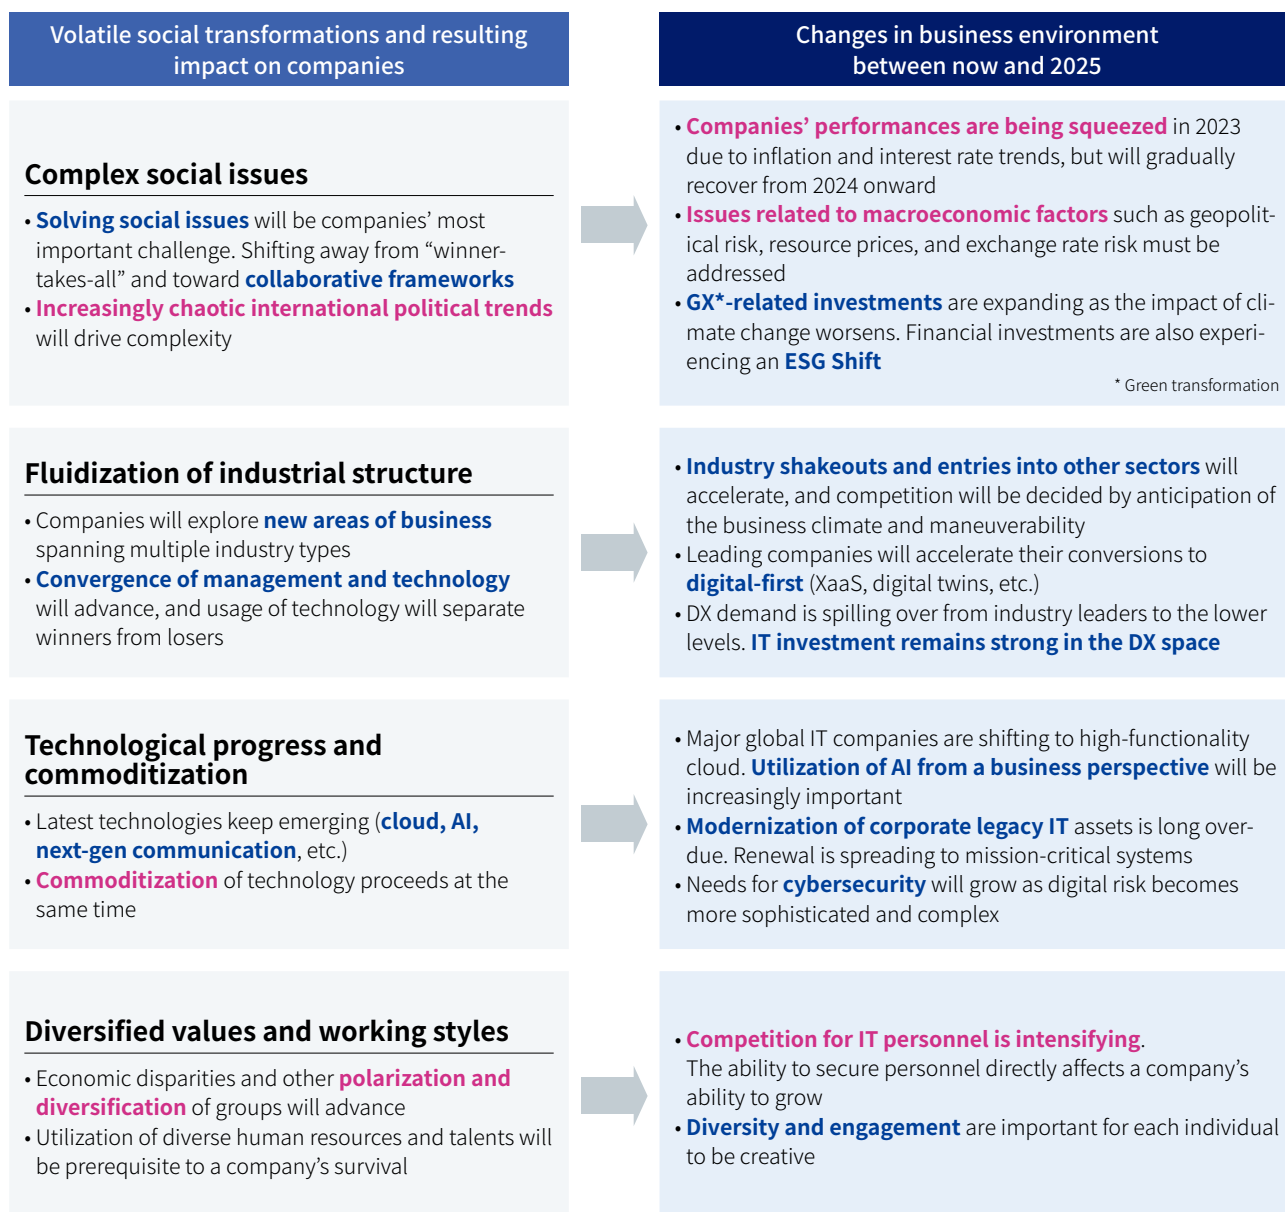 Volatile social transformations and resulting
impact on companies
Changes in business environment
between now and 2025
Complex social issues
• Solving social issues will be companies’ most
important challenge. Shifting away from “winner-
takes-all” and toward collaborative frameworks
• Increasingly chaotic international political trends
will drive complexity
• Companies’ performances are being squeezed in 2023
due to inflation and interest rate trends, but will gradually
recover from 2024 onward
• Issues related to macroeconomic factors such as geopolit-
ical risk, resource prices, and exchange rate risk must be
addressed
• GX*-related investments are expanding as the impact of cli-
mate change worsens. Financial investments are also experi-
encing an ESG Shift
* Green transformation
Fluidization of industrial structure
• Companies will explore new areas of business
spanning multiple industry types
• Convergence of management and technology
will advance, and usage of technology will separate
winners from losers
• Industry shakeouts and entries into other sectors will
accelerate, and competition will be decided by anticipation of
the business climate and maneuverability
• Leading companies will accelerate their conversions to
digital-first (XaaS, digital twins, etc.)
• DX demand is spilling over from industry leaders to the lower
levels. IT investment remains strong in the DX space
Technological progress and
commoditization
• Latest technologies keep emerging (cloud, AI,
next-gen communication, etc.)
• Commoditization of technology proceeds at the
same time
• Major global IT companies are shifting to high-functionality
cloud. Utilization of AI from a business perspective will be
increasingly important
• Modernization of corporate legacy IT assets is long over-
due. Renewal is spreading to mission-critical systems
• Needs for cybersecurity will grow as digital risk becomes
more sophisticated and complex
Diversified values and working styles
• Economic disparities and other polarization and
diversification of groups will advance
• Utilization of diverse human resources and talents will
be prerequisite to a company’s survival
• Competition for IT personnel is intensifying.
The ability to secure personnel directly affects a company’s
ability to grow
• Diversity and engagement are important for each individual
to be creative